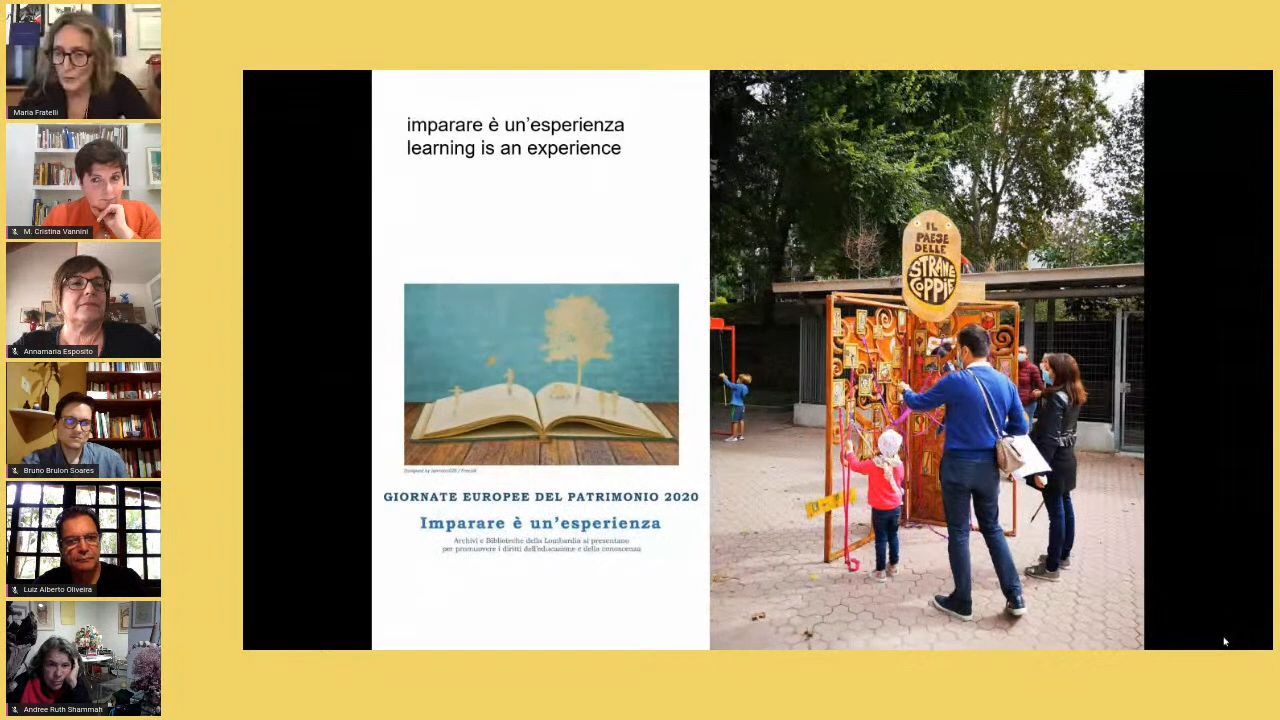 Maria Fratelli
M. Cristina Vannini
Annamaria Esposito
Bruno Brulon Soares
Luiz Alberto Oliveira
Andree Ruth Shammah
imparare è un’esperienza
learning is an experience
GIORNATE EUROPEE DEL PATRIMONIO 2020
Imparare è un’esperienza
Archivi e Biblioteche della Lombardia si presentano
per promuovere i diritti dell'educazione e della conoscenza
IL
PAESE
DELLE
STRANE
COPPIE